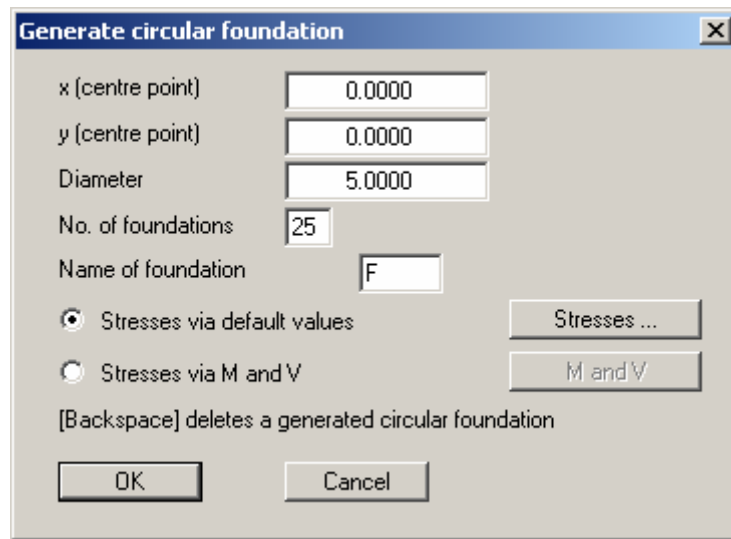 Generate circular foundation
x (centre point) 0.0000
y (centre point) 0.0000
Diameter 5.0000
No. of foundations 25
Name of foundation F
Stresses via default values Stresses ...
Stresses via M and V M and V
[Backspace] deletes a generated circular foundation
OK Cancel